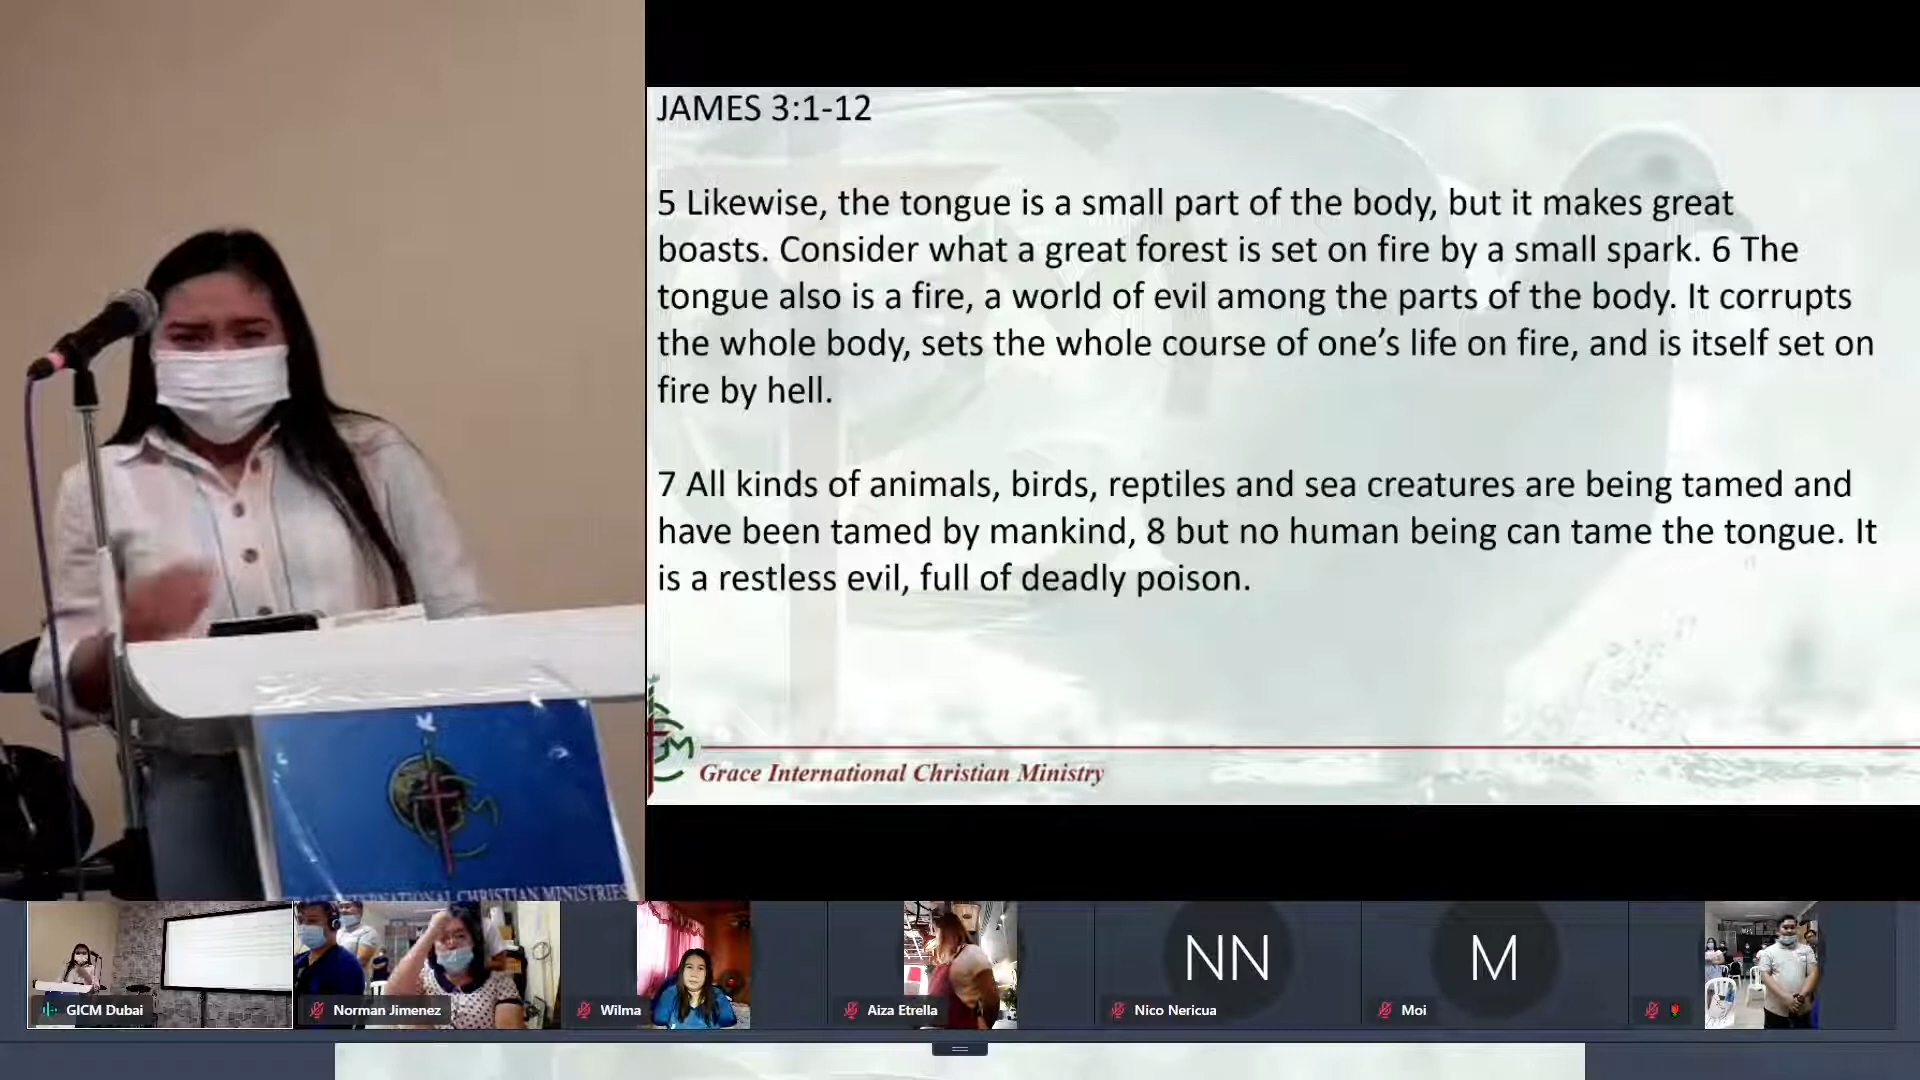 JAMES 3:1-12
5 Likewise, the tongue is a small part of the body, but it makes great
boasts. Consider what a great forest is set on fire by a small spark. 6 The
tongue also is a fire, a world of evil among the parts of the body. It corrupts
the whole body, sets the whole course of one’s life on fire, and is itself set on
fire by hell.
7 All kinds of animals, birds, reptiles and sea creatures are being tamed and
have been tamed by mankind, 8 but no human being can tame the tongue. It
is a restless evil, full of deadly poison.
Grace International Christian Ministry
INTERNATIONAL CHRISTIAN MINISTRIES
GICM Dubai
Norman Jimenez
Wilma
Aiza Etrella
NN
Nico Nericua
M
Moi